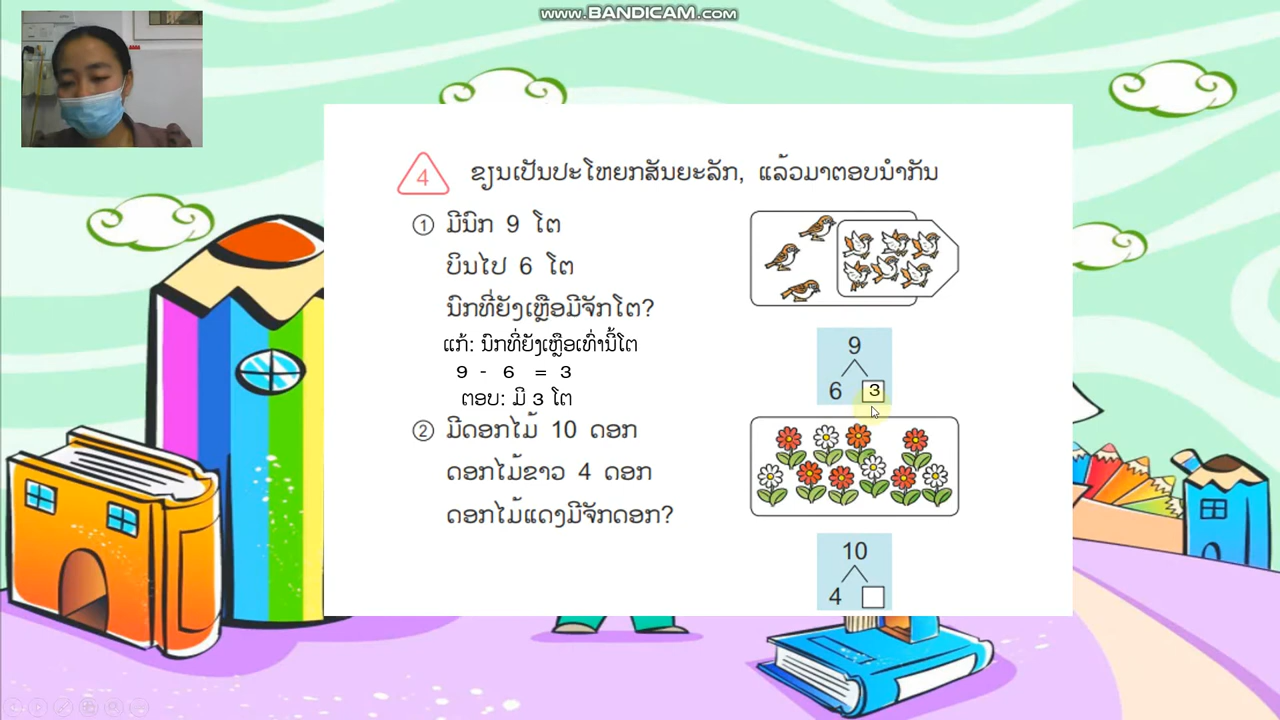 www.BANDICAM.com
4 ຂຽນເປັນປະໂຫຍກສັນຍະລັກ, ແລ້ວມາຕອບນຳກັນ
① ມີນົກ 9 ໂຕ
ບິນໄປ 6 ໂຕ
ນົກທີ່ຍັງເຫຼືອມີຈັກໂຕ?
ແກ້: ນົກທີ່ຍັງເຫຼືອເທົ່ານີ້ໂຕ
9 - 6 = 3
ຕອບ: ມີ 3 ໂຕ
9
6 3
② ມີດອກໄມ້ 10 ດອກ
ດອກໄມ້ຂາວ 4 ດອກ
ດອກໄມ້ແດງມີຈັກດອກ?
10
4